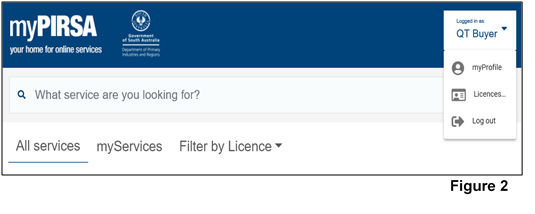 myPIRSA
your home for online services
Government
of South Australia
Department of Primary
Industries and Regions
Logged in as:
QT Buyer
myProfile
Licences...
Log out
What service are you looking for?
All services myServices Filter by Licence
Figure 2